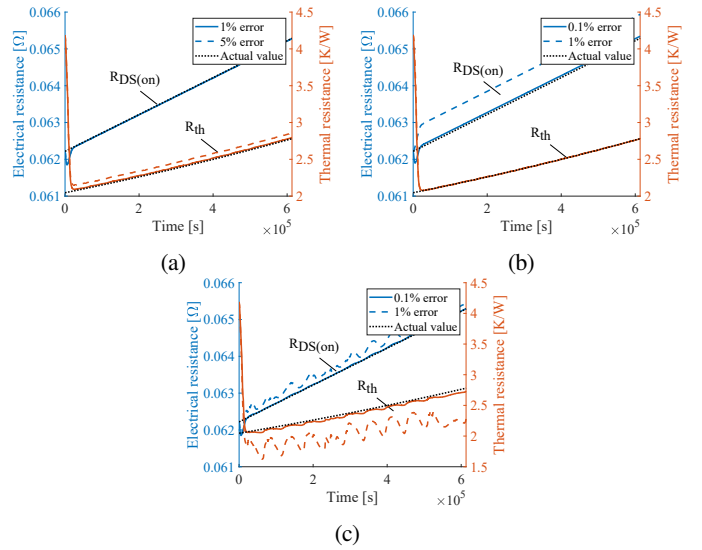 0.066
0.065
0.064
0.063
0.062
0.061
Electrical resistance [Ω]
1% error
5% error
Actual value
R_DS(on)
R_th
4.5
4
3.5
3
2.5
2
Thermal resistance [K/W]
0 2 4 6
Time [s]
×10^5
(a)
0.066
0.065
0.064
0.063
0.062
0.061
Electrical resistance [Ω]
0.1% error
1% error
Actual value
R_DS(on)
R_th
4.5
4
3.5
3
2.5
2
Thermal resistance [K/W]
0 2 4 6
Time [s]
×10^5
(b)
0.066
0.065
0.064
0.063
0.062
0.061
Electrical resistance [Ω]
0.1% error
1% error
Actual value
R_DS(on)
R_th
4.5
4
3.5
3
2.5
2
1.5
Thermal resistance [K/W]
0 2 4 6
Time [s]
×10^5
(c)